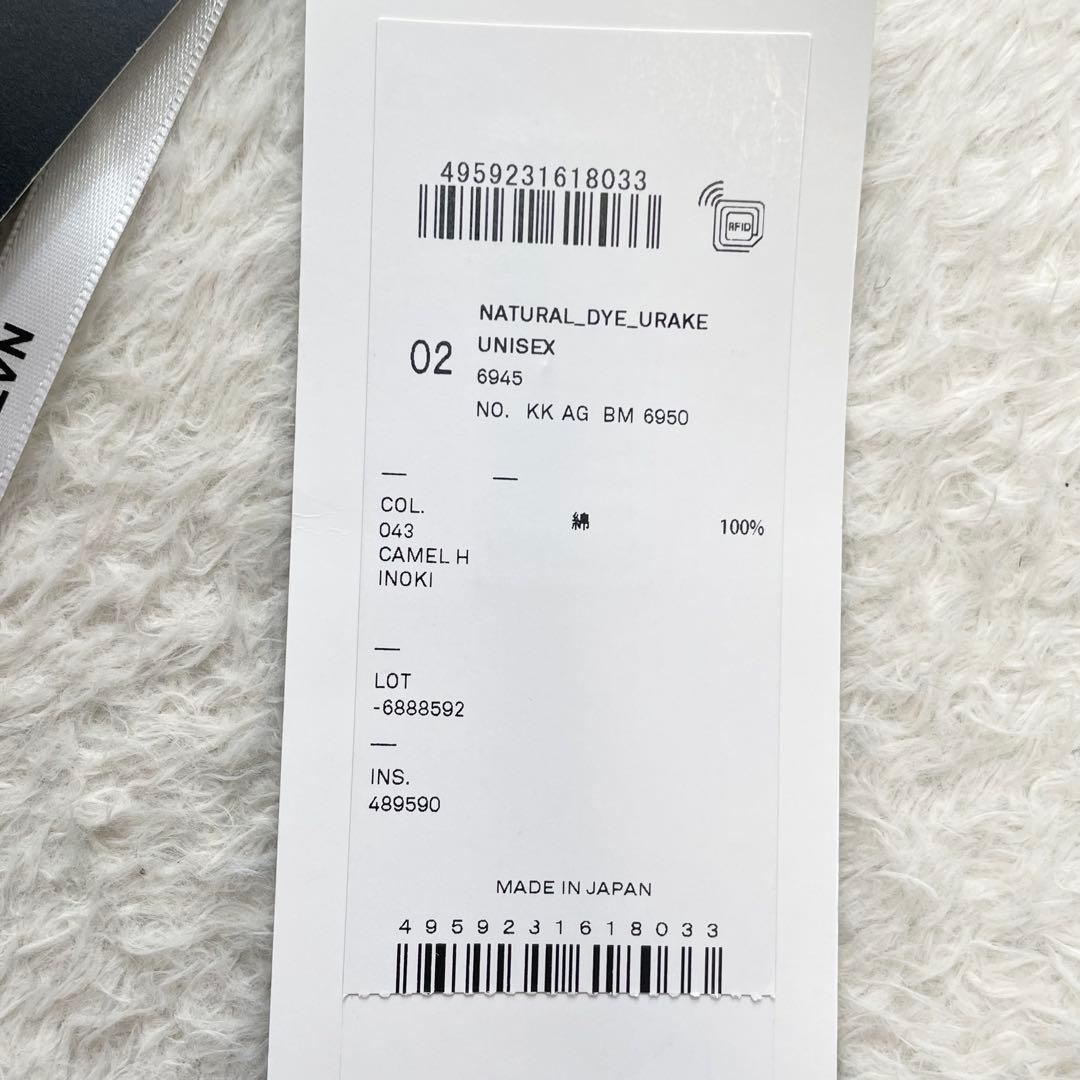 4959231618033
RFID
NATURAL_DYE_URAKE
02
UNISEX
6945
NO. KK AG BM 6950
COL.
043
CAMEL H
INOKI
綿 100%
LOT
-6888592
INS.
489590
MADE IN JAPAN
4959231618033